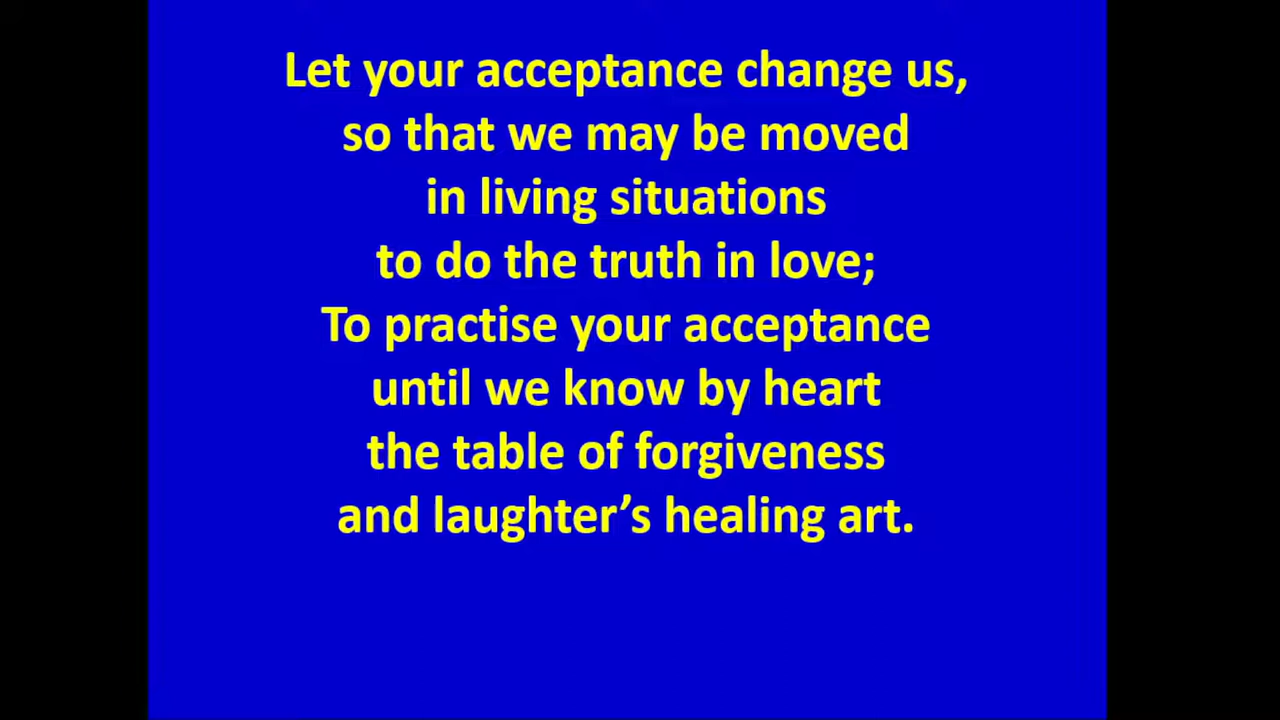 Let your acceptance change us,
so that we may be moved
in living situations
to do the truth in love;
To practise your acceptance
until we know by heart
the table of forgiveness
and laughter’s healing art.